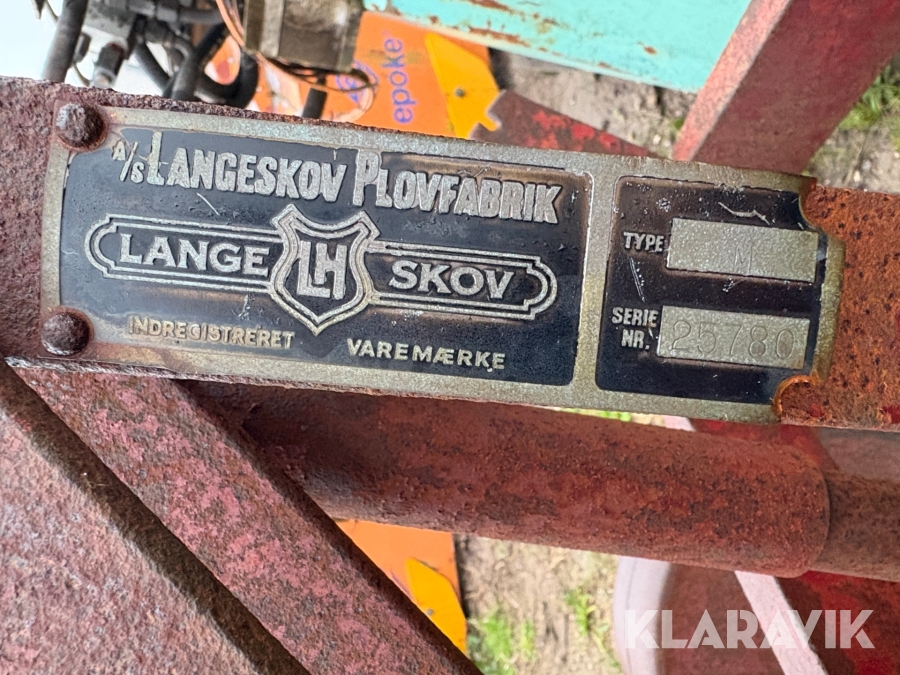 epoke
A/S LANGESKOV PLOVFABRIK
LANGE LH SKOV
INDREGISTRERET VAREMÆRKE
TYPE M
SERIE NR. 25780
KLARAVIK